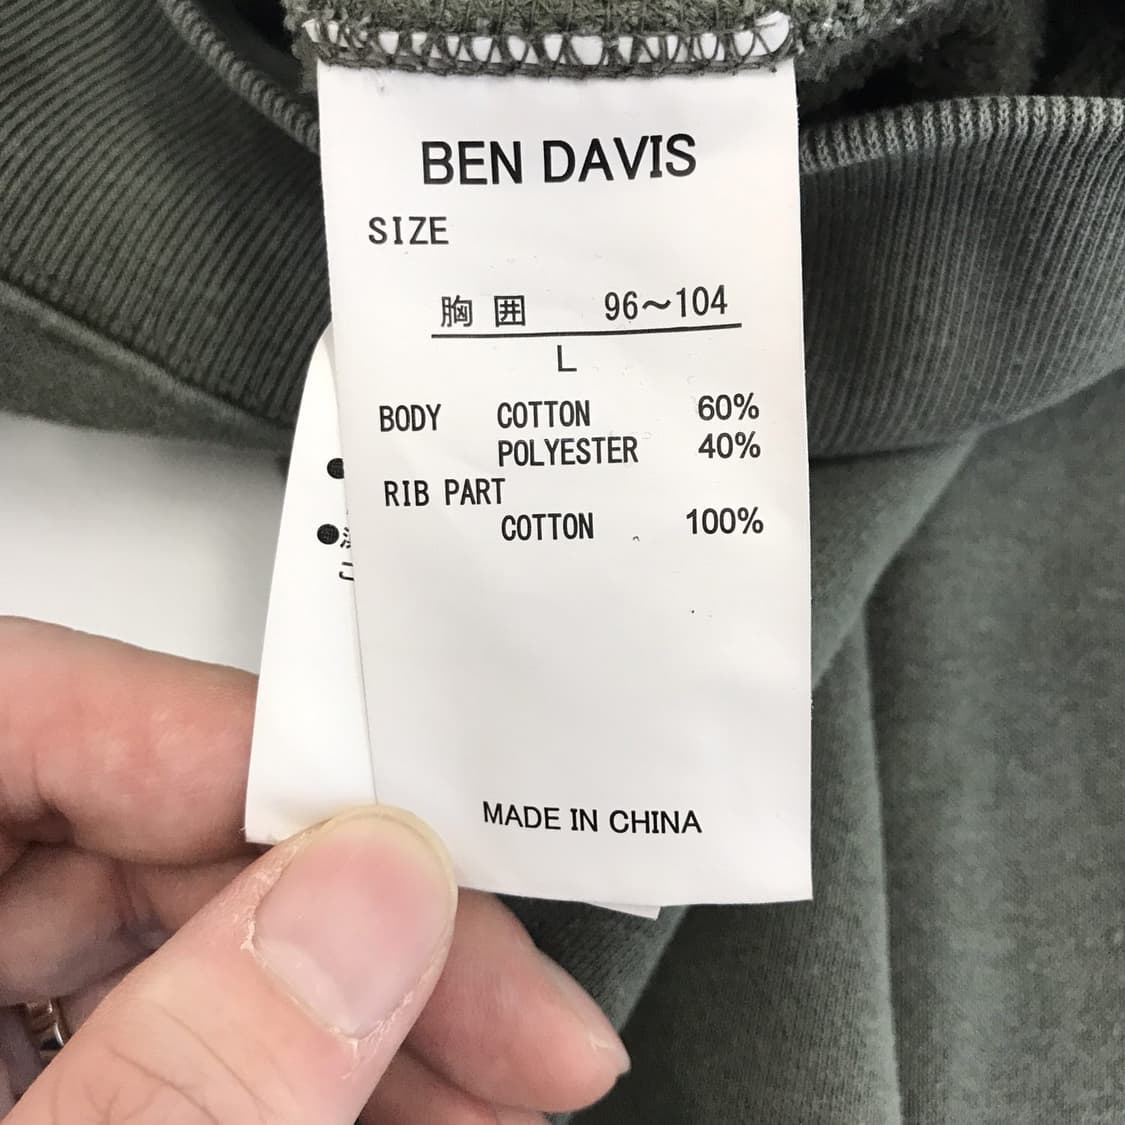 BEN DAVIS
SIZE
胸囲 96～104
L
BODY COTTON 60%
POLYESTER 40%
RIB PART
COTTON 100%
MADE IN CHINA